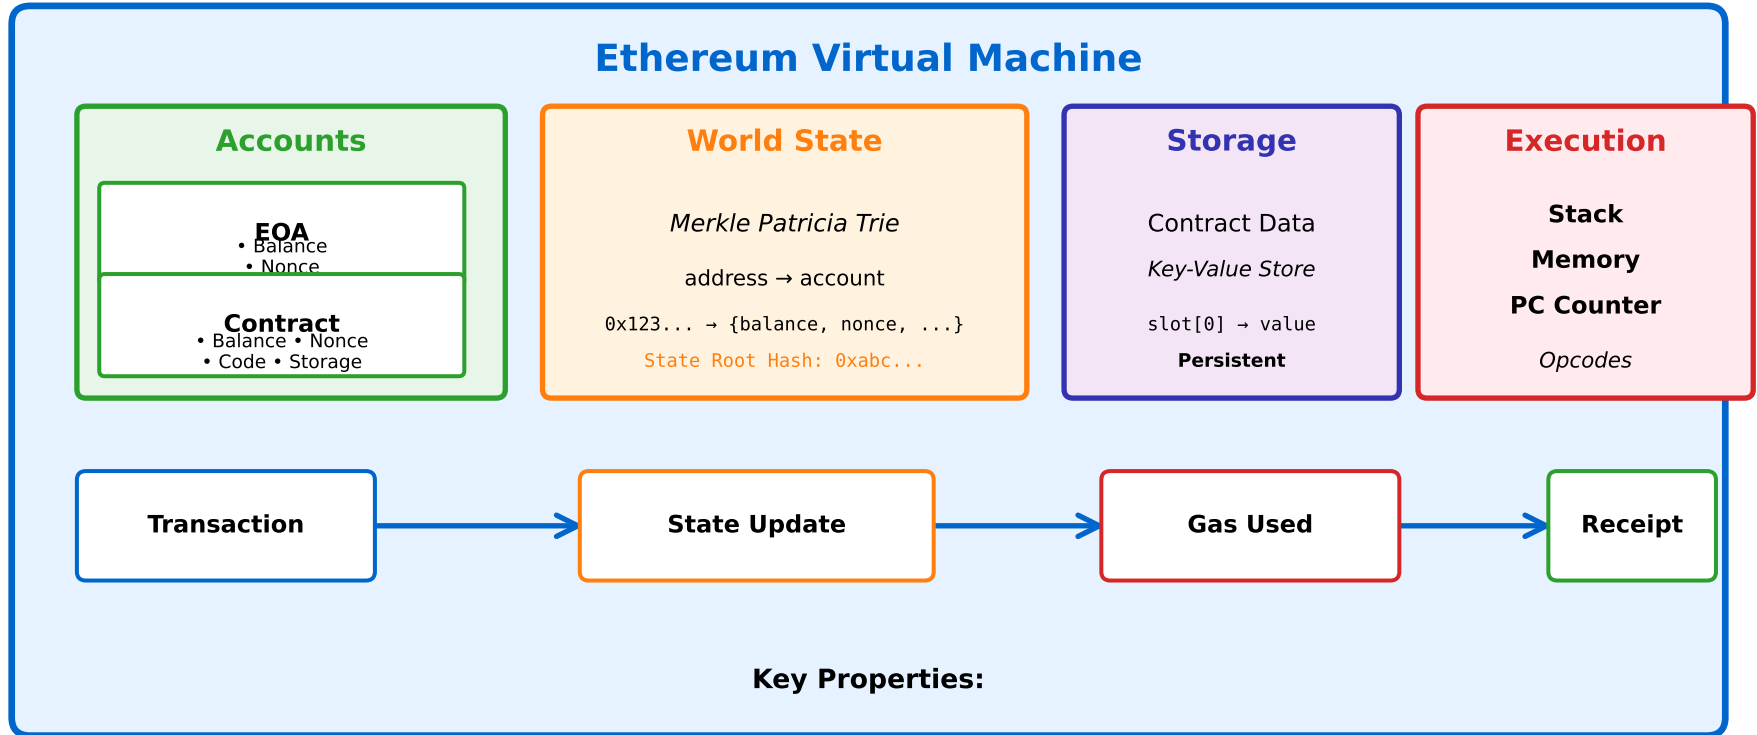 Ethereum Virtual Machine
Accounts
EOA
• Balance
• Nonce
Contract
• Balance • Nonce
• Code • Storage
World State
Merkle Patricia Trie
address → account
0x123... → {balance, nonce, ...}
State Root Hash: 0xabc...
Storage
Contract Data
Key-Value Store
slot[0] → value
Persistent
Execution
Stack
Memory
PC Counter
Opcodes
Transaction
State Update
Gas Used
Receipt
Key Properties: